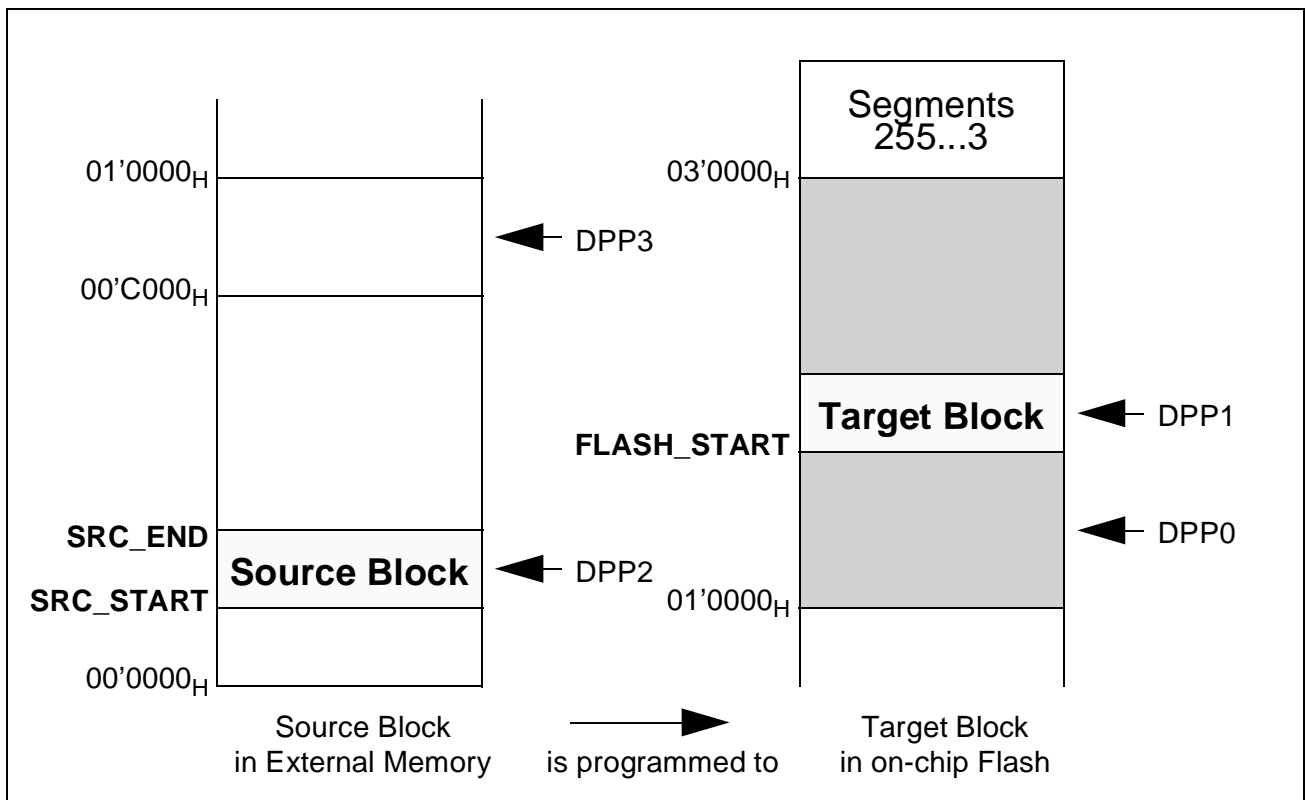 Segments
255...3
01’0000H
03’0000H
DPP3
00’C000H
Target Block
DPP1
FLASH_START
SRC_END
DPP0
Source Block
DPP2
SRC_START
01’0000H
00’0000H
Source Block
in External Memory
is programmed to
Target Block
in on-chip Flash